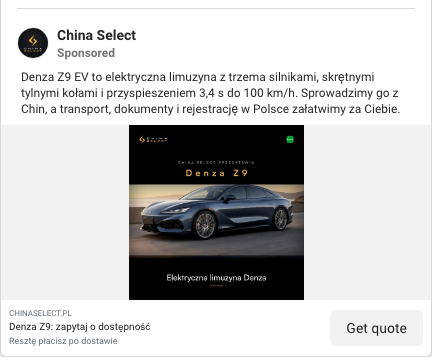 China Select
Sponsored
Denza Z9 EV to elektryczna limuzyna z trzema silnikami, skrętnymi
tylnymi kołami i przyspieszeniem 3,4 s do 100 km/h. Sprowadzimy go z
Chin, a transport, dokumenty i rejestrację w Polsce załatwimy za Ciebie.
CHINA SELECT PRZEDSTAWIA
Denza Z9
Elektryczna limuzyna Denza
CHINASELECT.PL
Denza Z9: zapytaj o dostępność
Resztę płacisz po dostawie
Get quote